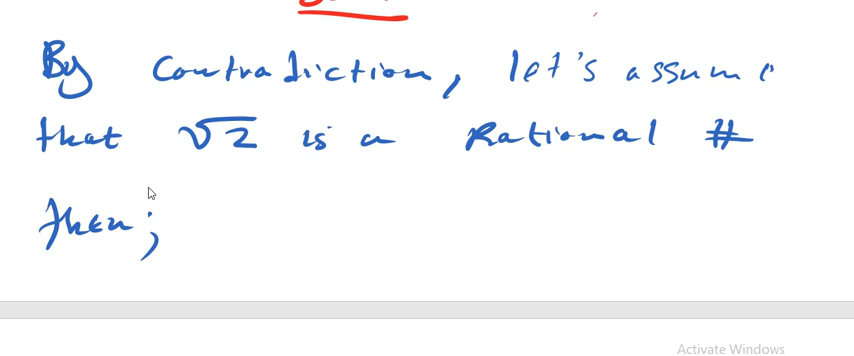 By Contradiction, let's assume
that √2 is a Rational #
then;
Activate Windows